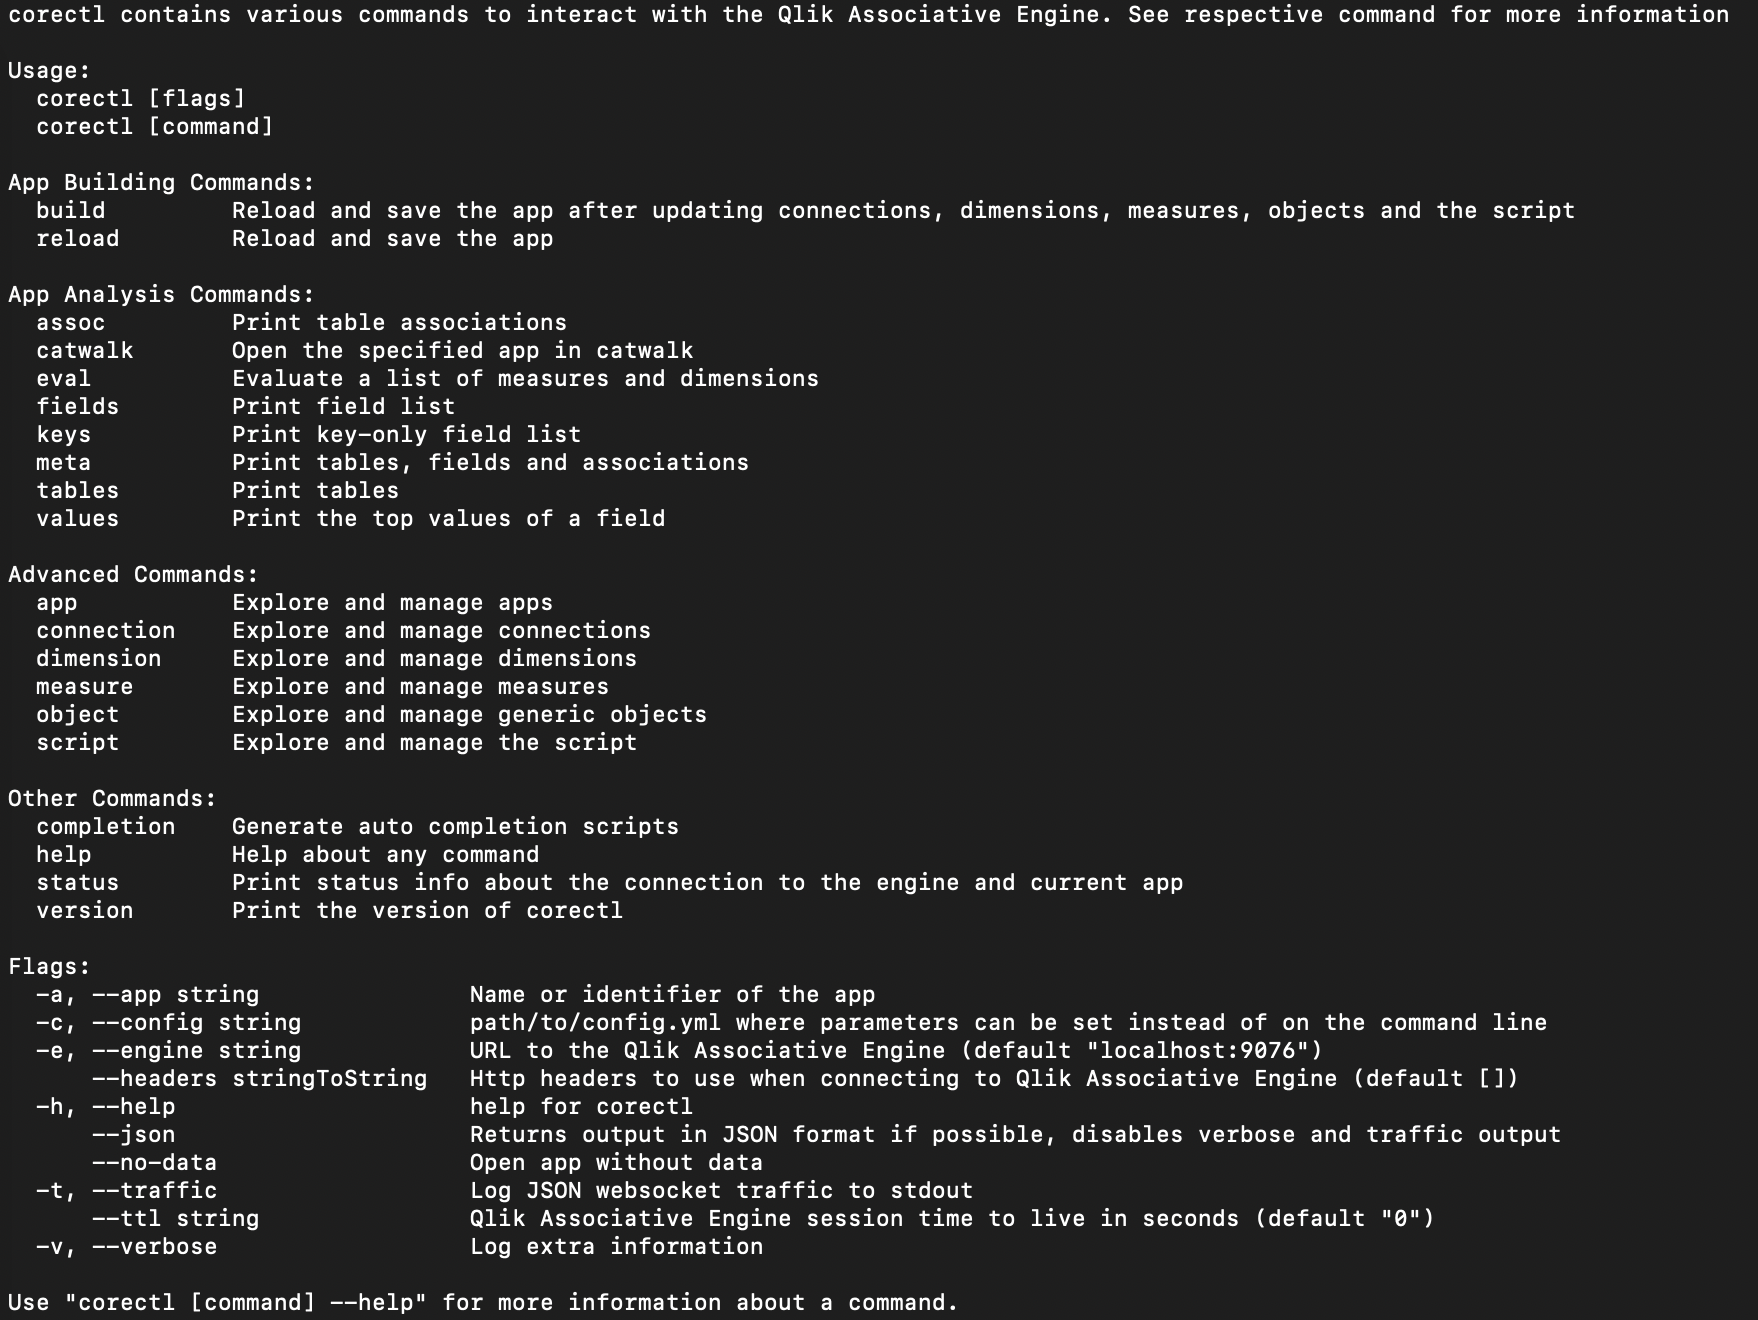 corectl contains various commands to interact with the Qlik Associative Engine. See respective command for more information

Usage:
  corectl [flags]
  corectl [command]

App Building Commands:
  build         Reload and save the app after updating connections, dimensions, measures, objects and the script
  reload        Reload and save the app

App Analysis Commands:
  assoc         Print table associations
  catwalk       Open the specified app in catwalk
  eval          Evaluate a list of measures and dimensions
  fields        Print field list
  keys          Print key-only field list
  meta          Print tables, fields and associations
  tables        Print tables
  values        Print the top values of a field

Advanced Commands:
  app           Explore and manage apps
  connection    Explore and manage connections
  dimension     Explore and manage dimensions
  measure       Explore and manage measures
  object        Explore and manage generic objects
  script        Explore and manage the script

Other Commands:
  completion    Generate auto completion scripts
  help          Help about any command
  status        Print status info about the connection to the engine and current app
  version       Print the version of corectl

Flags:
  -a, --app string               Name or identifier of the app
  -c, --config string            path/to/config.yml where parameters can be set instead of on the command line
  -e, --engine string            URL to the Qlik Associative Engine (default "localhost:9076")
      --headers stringToString   Http headers to use when connecting to Qlik Associative Engine (default [])
  -h, --help                     help for corectl
      --json                     Returns output in JSON format if possible, disables verbose and traffic output
      --no-data                  Open app without data
  -t, --traffic                  Log JSON websocket traffic to stdout
      --ttl string               Qlik Associative Engine session time to live in seconds (default "0")
  -v, --verbose                  Log extra information

Use "corectl [command] --help" for more information about a command.